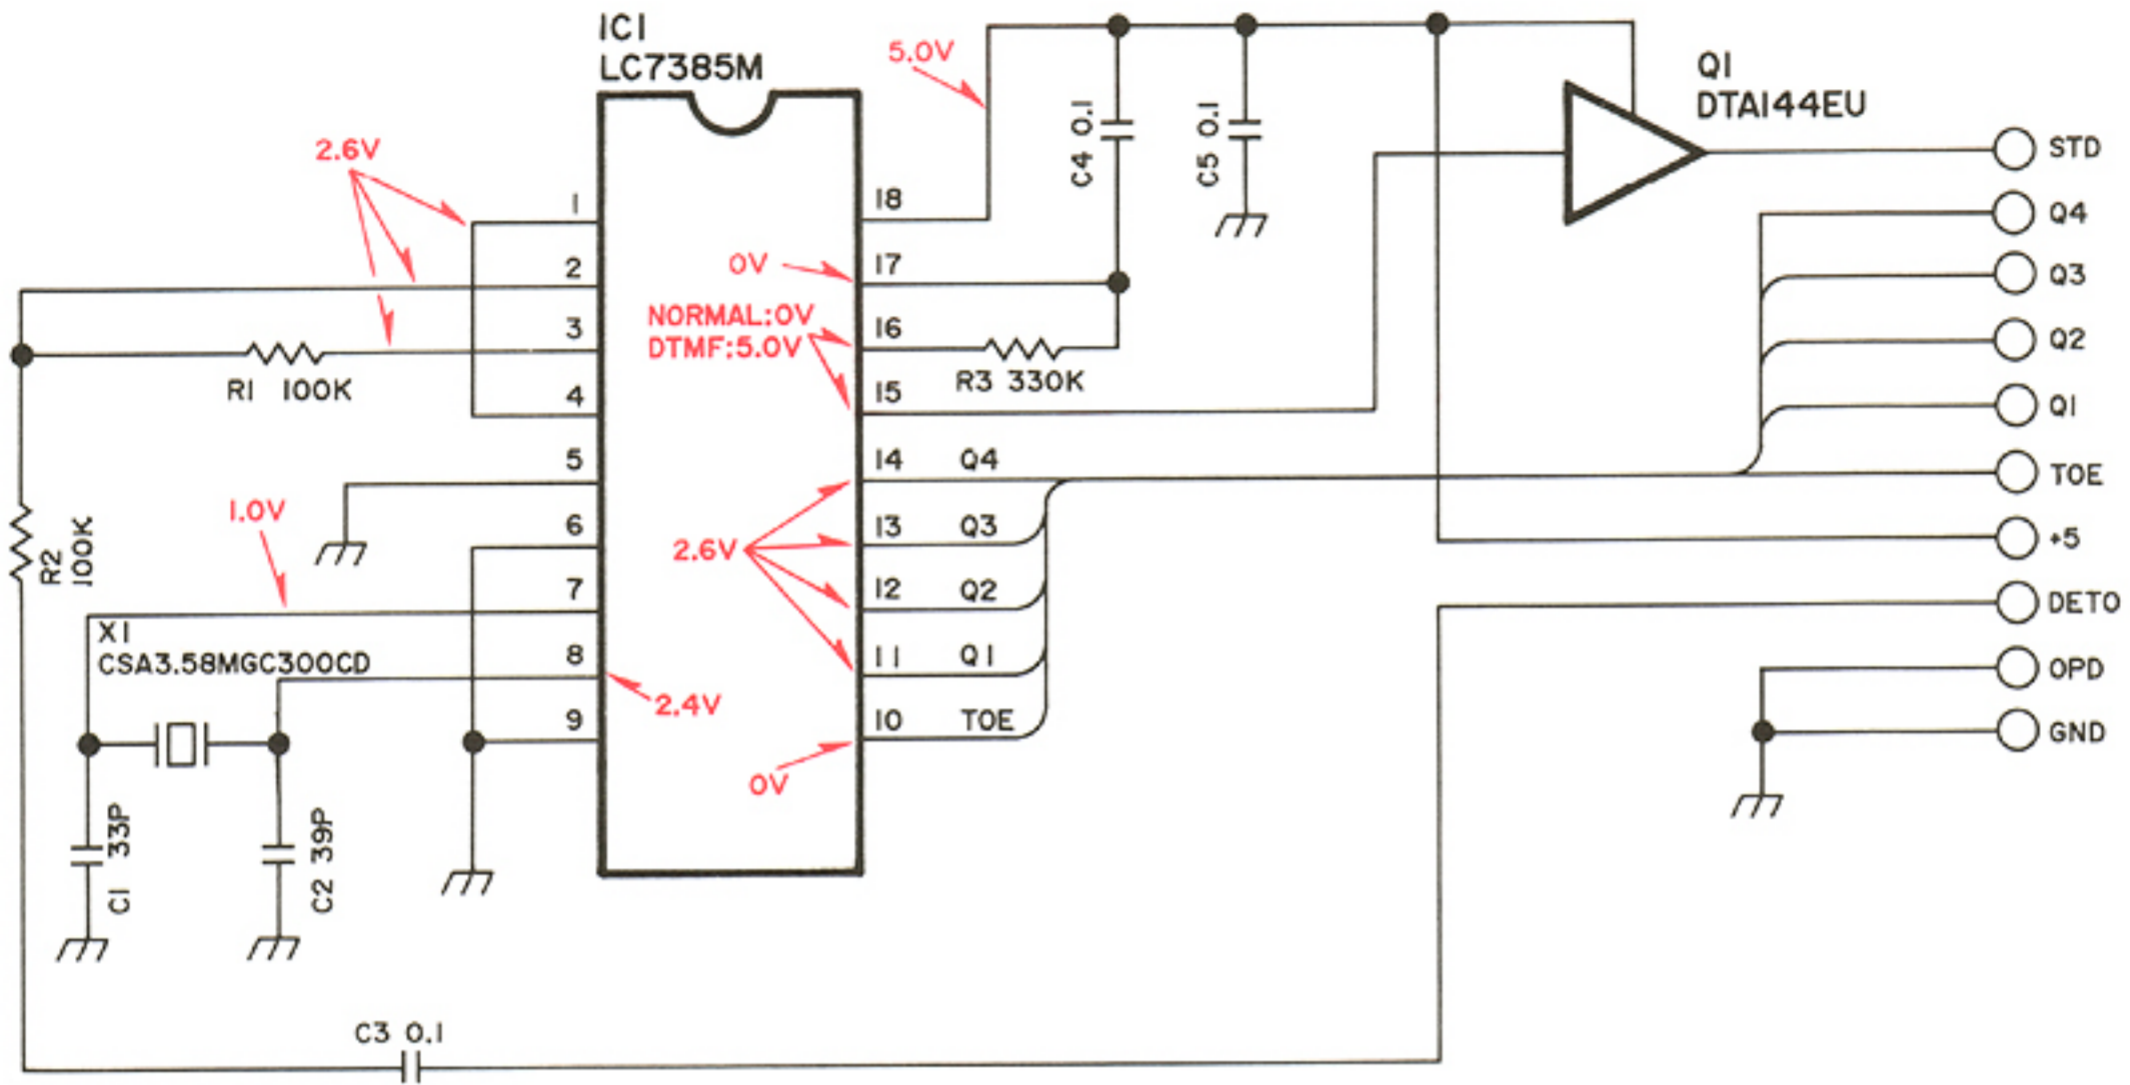 IC1
LC7385M
5.0V
Q1
DTA144EU
C4 0.1
C5 0.1
2.6V
1
2
3
4
5
6
7
8
9
18
17
16
15
14
13
12
11
10
0V
NORMAL:0V
DTMF:5.0V
R1 100K
R3 330K
Q4
Q3
Q2
Q1
TOE
2.6V
1.0V
R2
100K
X1
CSA3.58MGC300CD
2.4V
0V
C1 33P
C2 39P
C3 0.1
STD
Q4
Q3
Q2
Q1
TOE
+5
DETO
OPD
GND